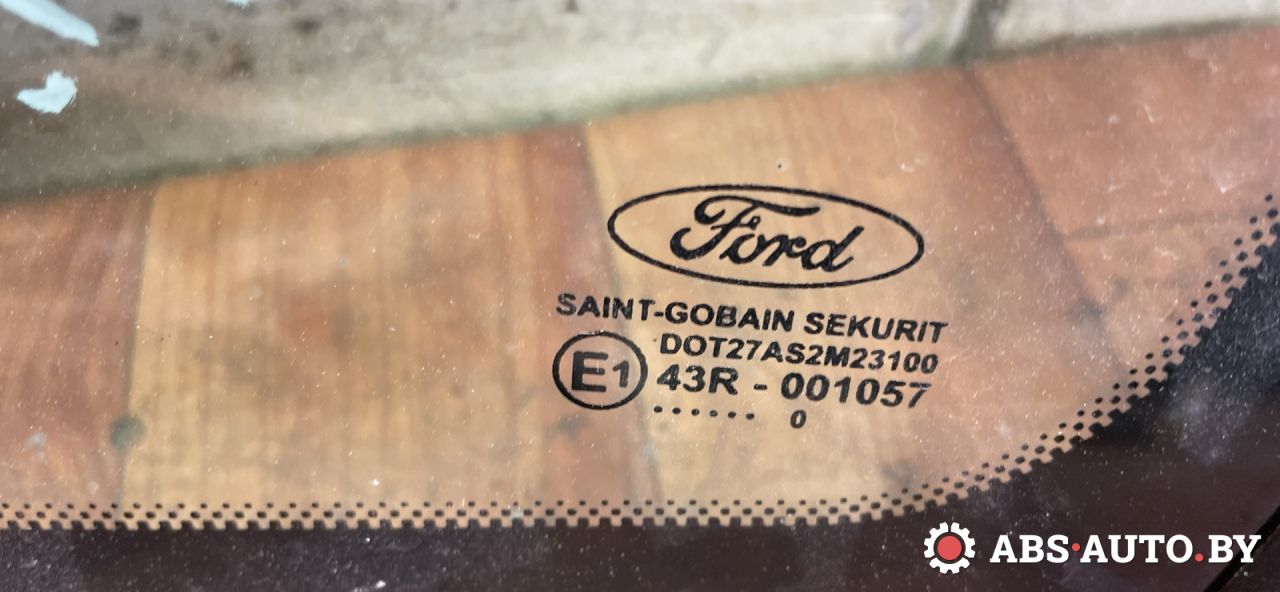 Ford
SAINT-GOBAIN SEKURIT
DOT27AS2M23100
E1 43R - 001057
...... 0
ABS·AUTO.BY